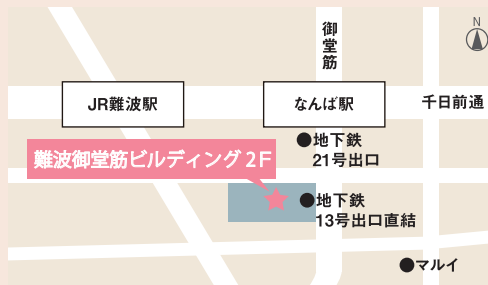 N
御堂筋
JR難波駅
なんば駅
千日前通
●地下鉄
21号出口
難波御堂筋ビルディング2F
●地下鉄
13号出口直結
●マルイ